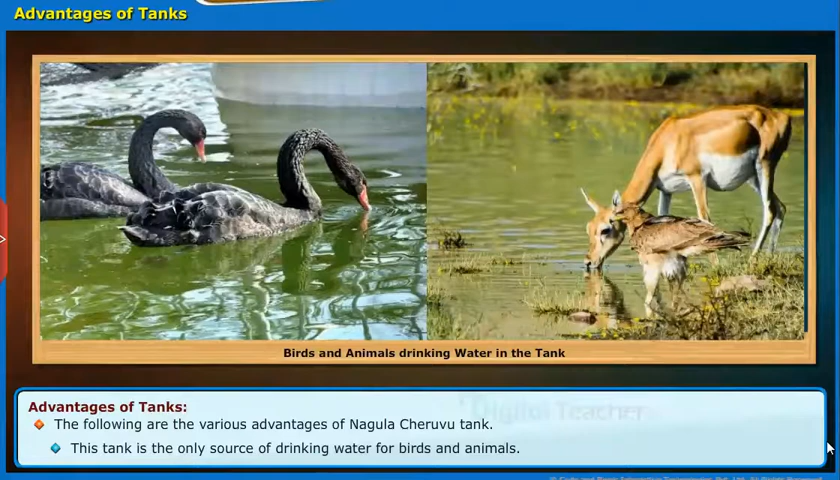 Advantages of Tanks
Birds and Animals drinking Water in the Tank
Advantages of Tanks:
The following are the various advantages of Nagula Cheruvu tank.
This tank is the only source of drinking water for birds and animals.
Digital Teacher